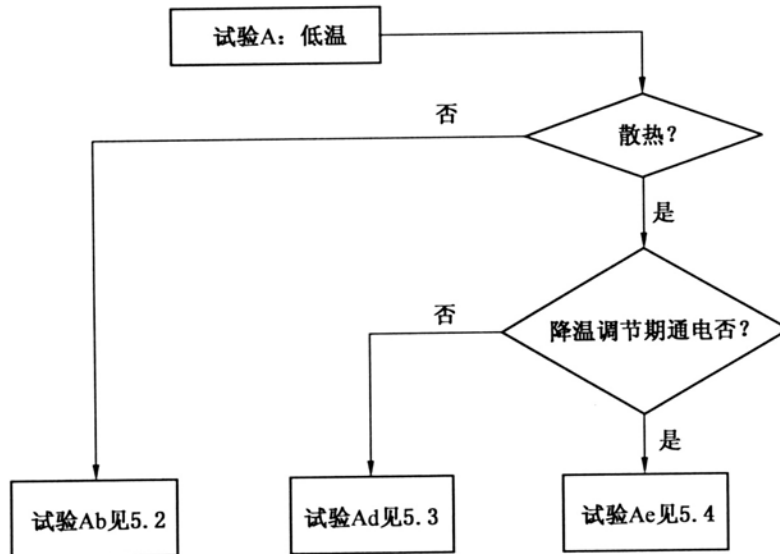 试验A：低温
否
散热？
是
否
降温调节期通电否？
是
试验Ab见5.2
试验Ad见5.3
试验Ae见5.4